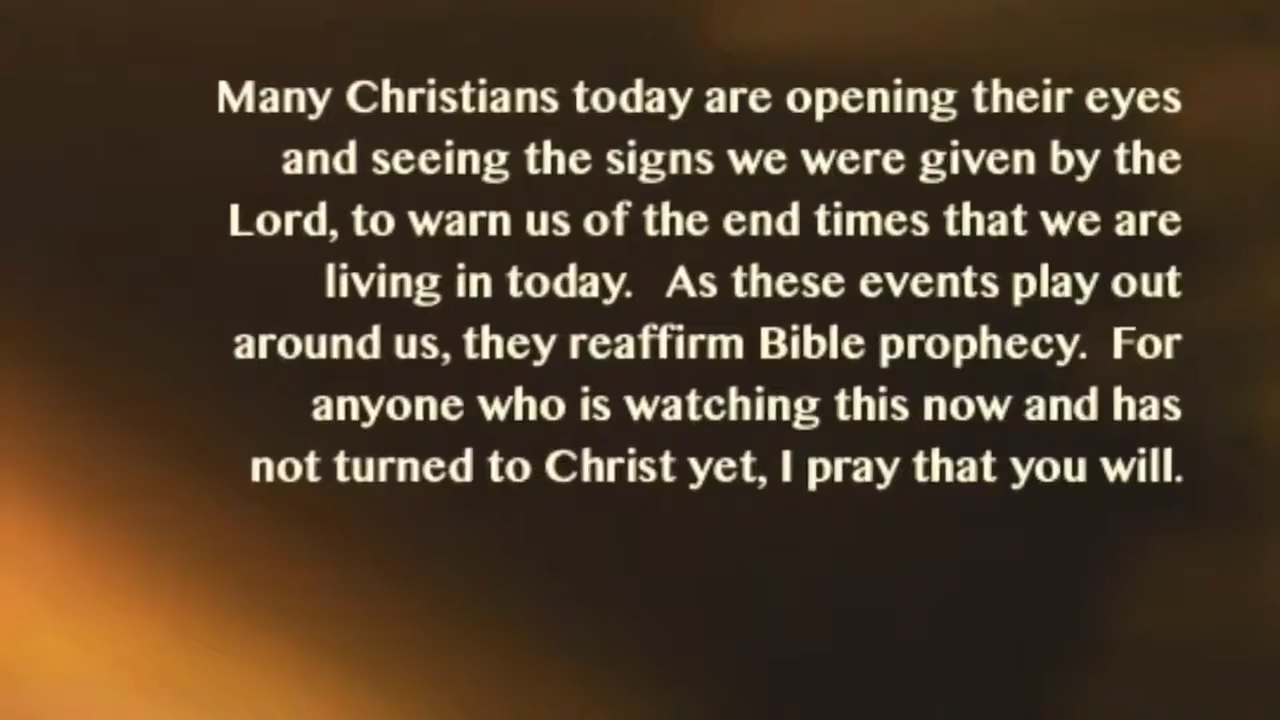 Many Christians today are opening their eyes
and seeing the signs we were given by the
Lord, to warn us of the end times that we are
living in today.  As these events play out
around us, they reaffirm Bible prophecy.  For
anyone who is watching this now and has
not turned to Christ yet, I pray that you will.